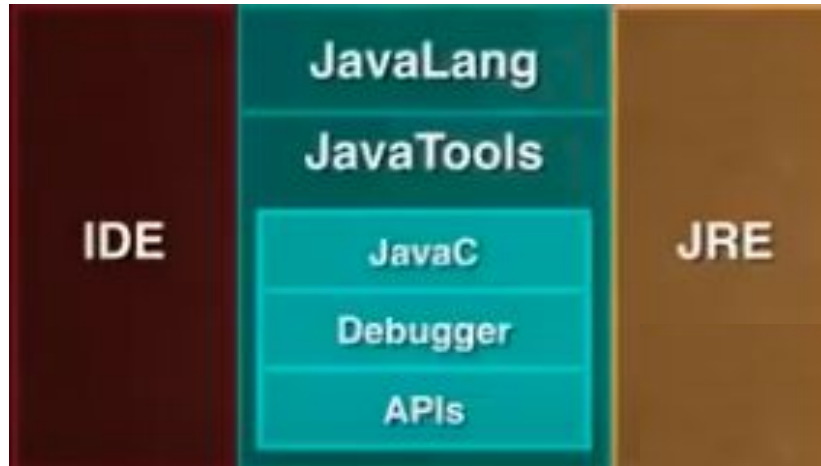 JavaLang
JavaTools
IDE
JavaC
JRE
Debugger
APIs